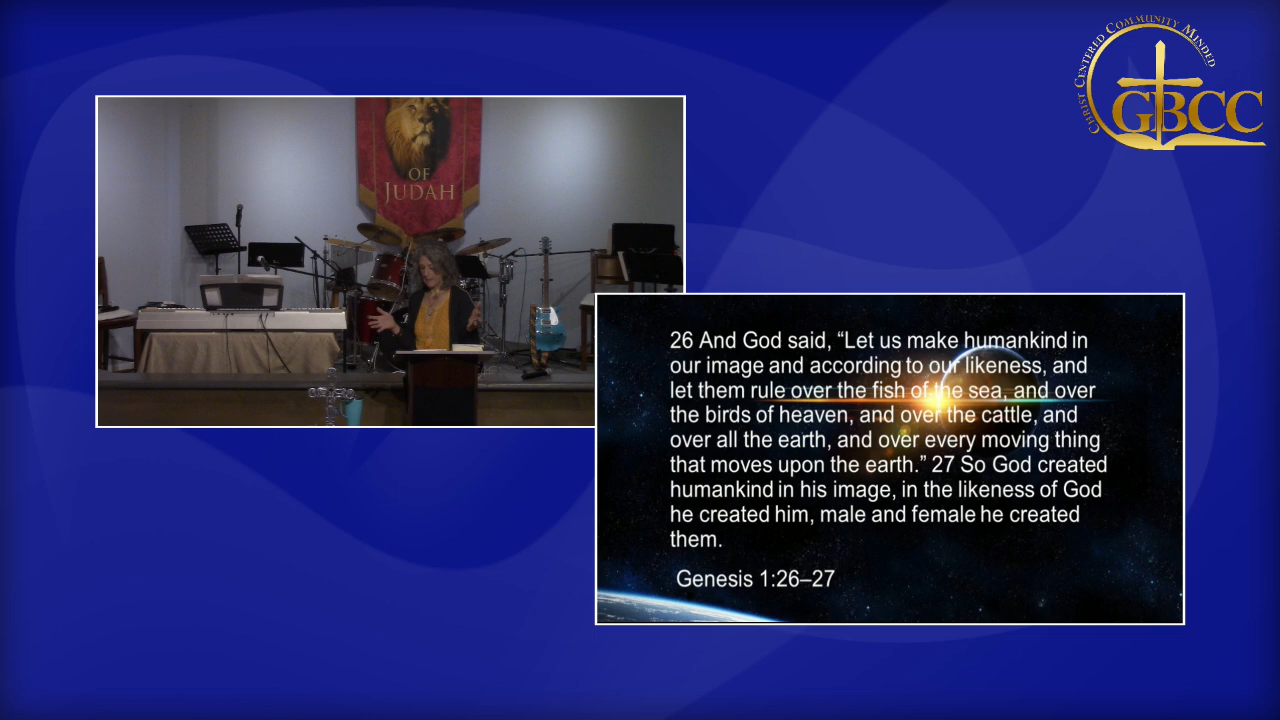 CHRIST CENTERED COMMUNITY MINDED
GBCC
OF
JUDAH
26 And God said, “Let us make humankind in
our image and according to our likeness, and
let them rule over the fish of the sea, and over
the birds of heaven, and over the cattle, and
over all the earth, and over every moving thing
that moves upon the earth.” 27 So God created
humankind in his image, in the likeness of God
he created him, male and female he created
them.
Genesis 1:26–27